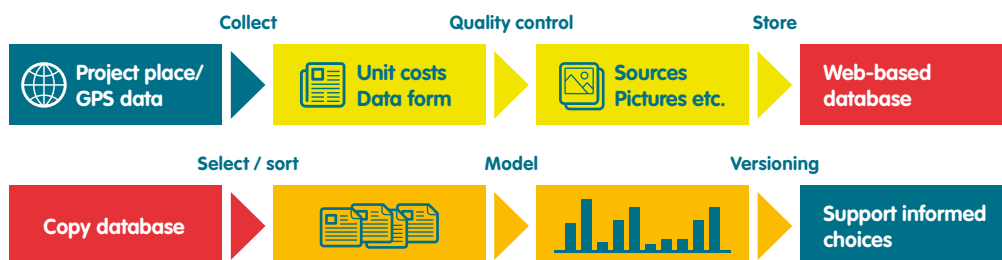 Collect
Quality control
Store
Project place/
GPS data
Unit costs
Data form
Sources
Pictures etc.
Web-based
database
Select / sort
Model
Versioning
Copy database
Support informed
choices